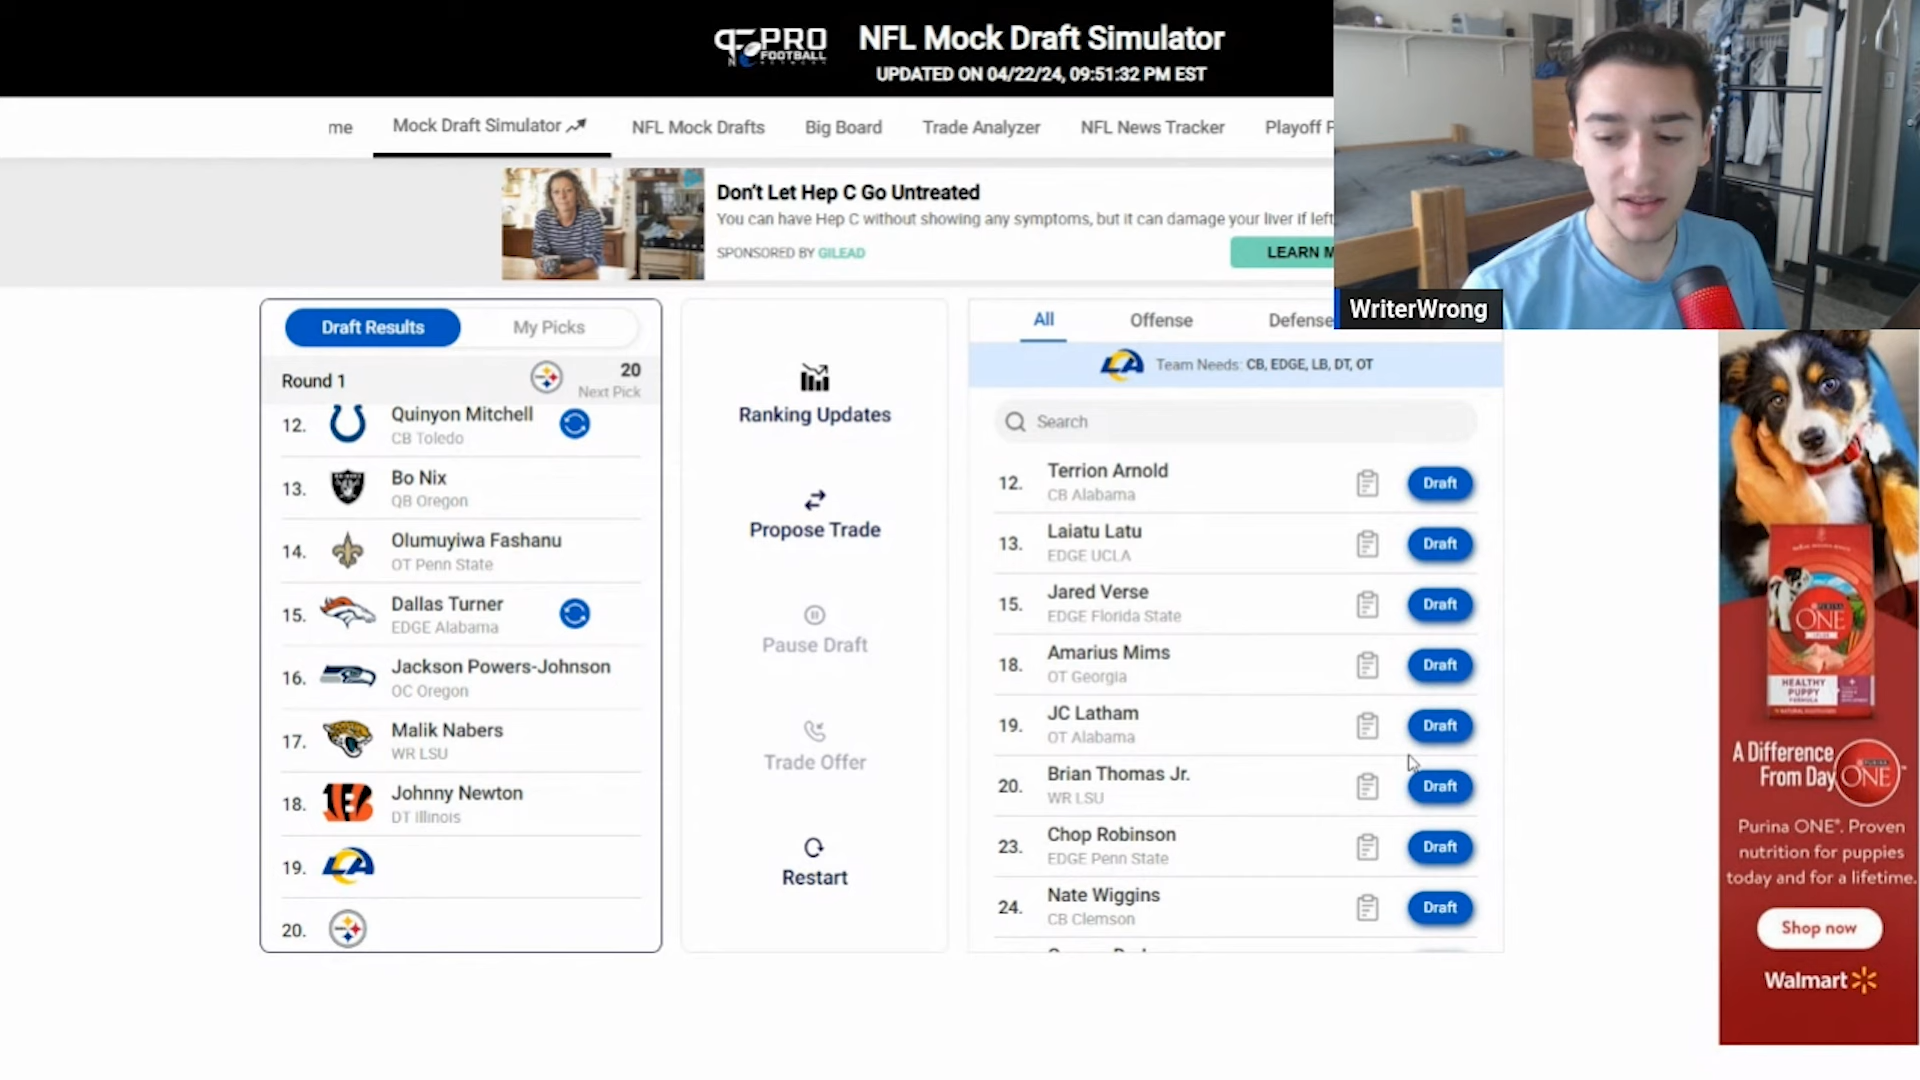 PRO
FOOTBALL
NETWORK
NFL Mock Draft Simulator
UPDATED ON 04/22/24, 09:51:32 PM EST
me
Mock Draft Simulator
NFL Mock Drafts
Big Board
Trade Analyzer
NFL News Tracker
Playoff P
Don't Let Hep C Go Untreated
You can have Hep C without showing any symptoms, but it can damage your liver if left
SPONSORED BY GILEAD
LEARN M
WriterWrong
Draft Results
My Picks
Round 1
20
Next Pick
12.
Quinyon Mitchell
CB Toledo
13.
RAIDERS
Bo Nix
QB Oregon
14.
Olumuyiwa Fashanu
OT Penn State
15.
Dallas Turner
EDGE Alabama
16.
Jackson Powers-Johnson
OC Oregon
17.
Malik Nabers
WR LSU
18.
Johnny Newton
DT Illinois
19.
LA
20.
Ranking Updates
Propose Trade
Pause Draft
Trade Offer
Restart
All
Offense
Defense
LA
Team Needs: CB, EDGE, LB, DT, OT
Search
12.
Terrion Arnold
CB Alabama
Draft
13.
Laiatu Latu
EDGE UCLA
Draft
15.
Jared Verse
EDGE Florida State
Draft
18.
Amarius Mims
OT Georgia
Draft
19.
JC Latham
OT Alabama
Draft
20.
Brian Thomas Jr.
WR LSU
Draft
23.
Chop Robinson
EDGE Penn State
Draft
24.
Nate Wiggins
CB Clemson
Draft
PURINA
ONE
HEALTHY
PUPPY
FORMULA
A Difference
From Day
PURINA
ONE
Purina ONE®. Proven
nutrition for puppies
today and for a lifetime.
Shop now
Walmart